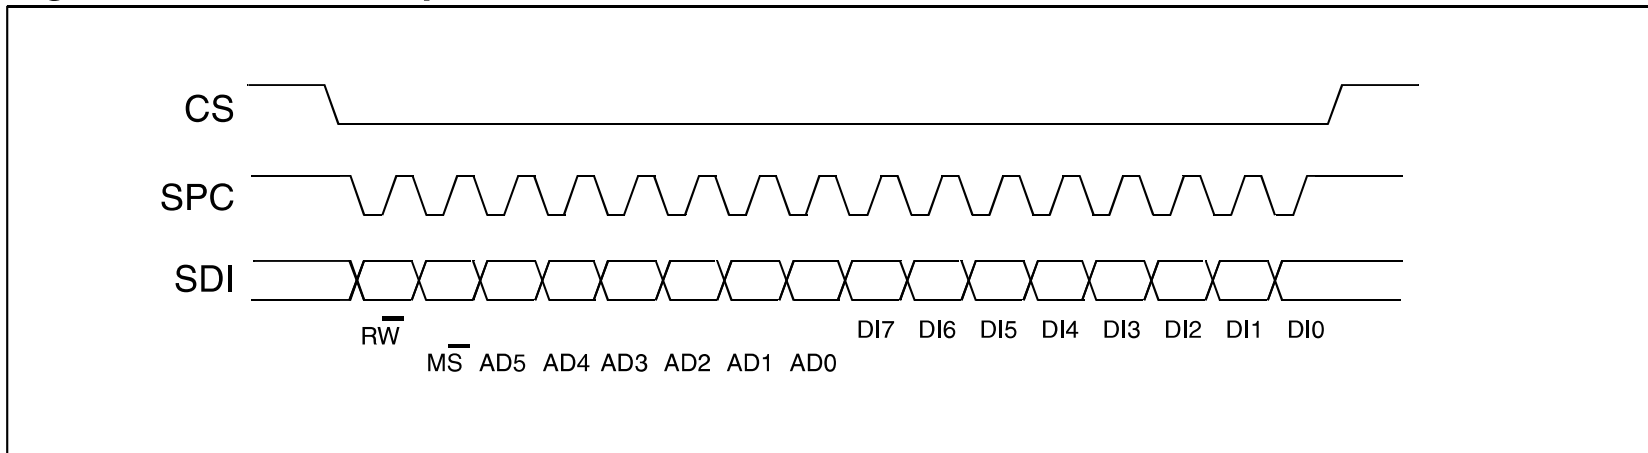 CS
SPC
SDI
RW̅ DI7 DI6 DI5 DI4 DI3 DI2 DI1 DI0
MS̅ AD5 AD4 AD3 AD2 AD1 AD0